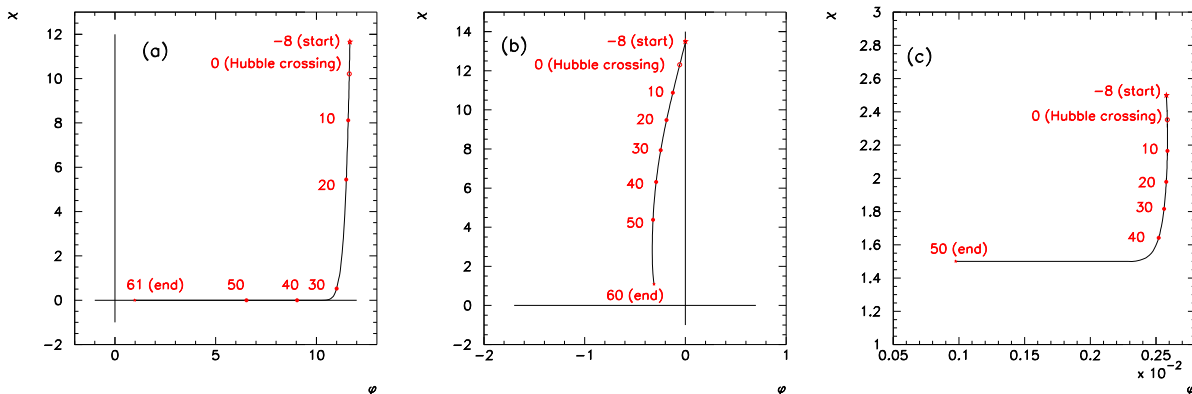 χ
(a)
12
10
8
6
4
2
0
−2
−8 (start)
0 (Hubble crossing)
10
20
61 (end)
50
40
30
0
5
10
φ
χ
(b)
14
12
10
8
6
4
2
0
−2
−8 (start)
0 (Hubble crossing)
10
20
30
40
50
60 (end)
−2
−1
0
1
φ
χ
(c)
3
2.8
2.6
2.4
2.2
2
1.8
1.6
1.4
1.2
1
−8 (start)
0 (Hubble crossing)
10
20
30
40
50 (end)
0.05
0.1
0.15
0.2
0.25
x 10⁻²
φ